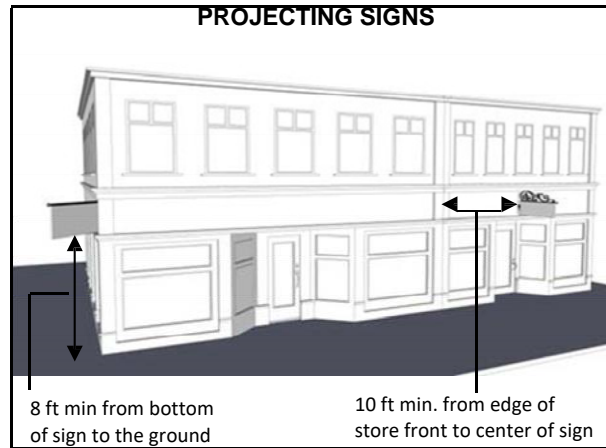 PROJECTING SIGNS
8 ft min from bottom
of sign to the ground
10 ft min. from edge of
store front to center of sign